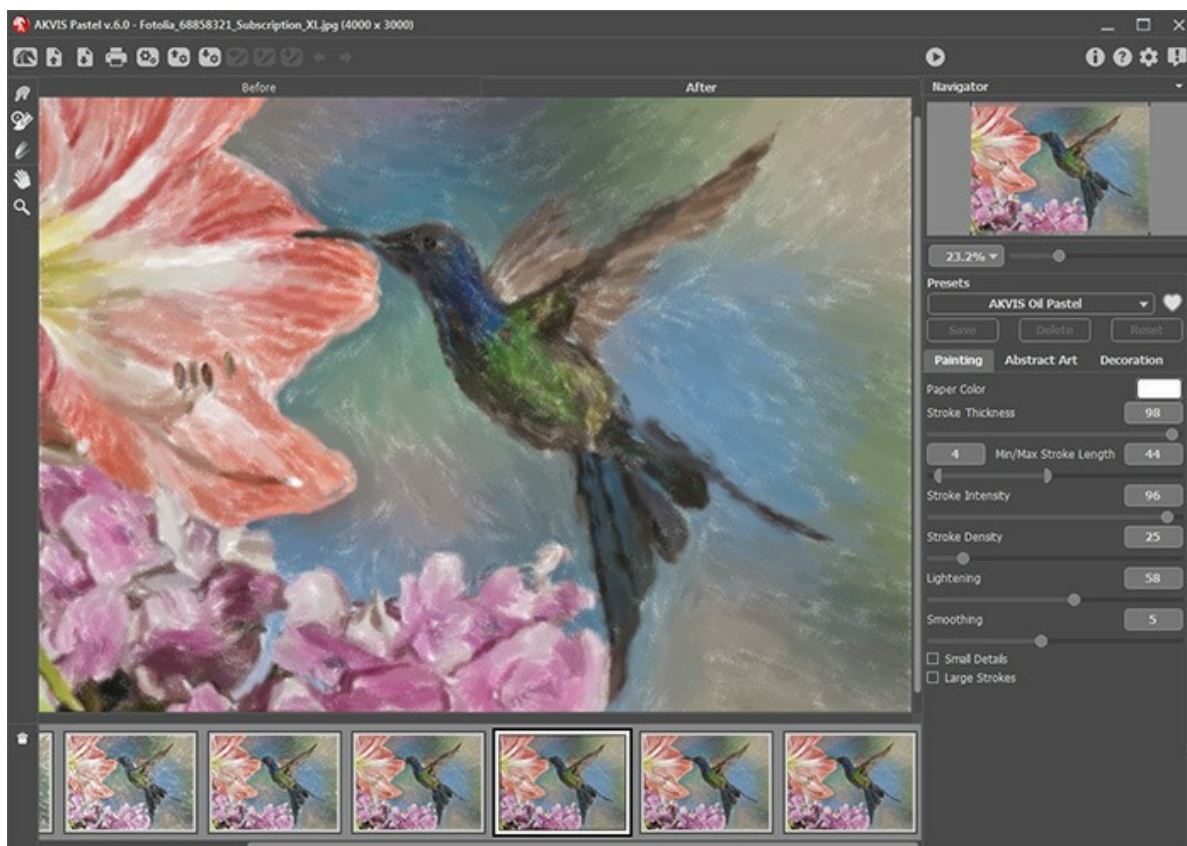 AKVIS Pastel v.6.0 - Fotolia_68858321_Subscription_XL.jpg (4000 x 3000)
Before
After
Navigator
23.2%
Presets
AKVIS Oil Pastel
Save Delete Reset
Painting Abstract Art Decoration
Paper Color
Stroke Thickness 98
4 Min/Max Stroke Length 44
Stroke Intensity 96
Stroke Density 25
Lightening 58
Smoothing 5
Small Details
Large Strokes